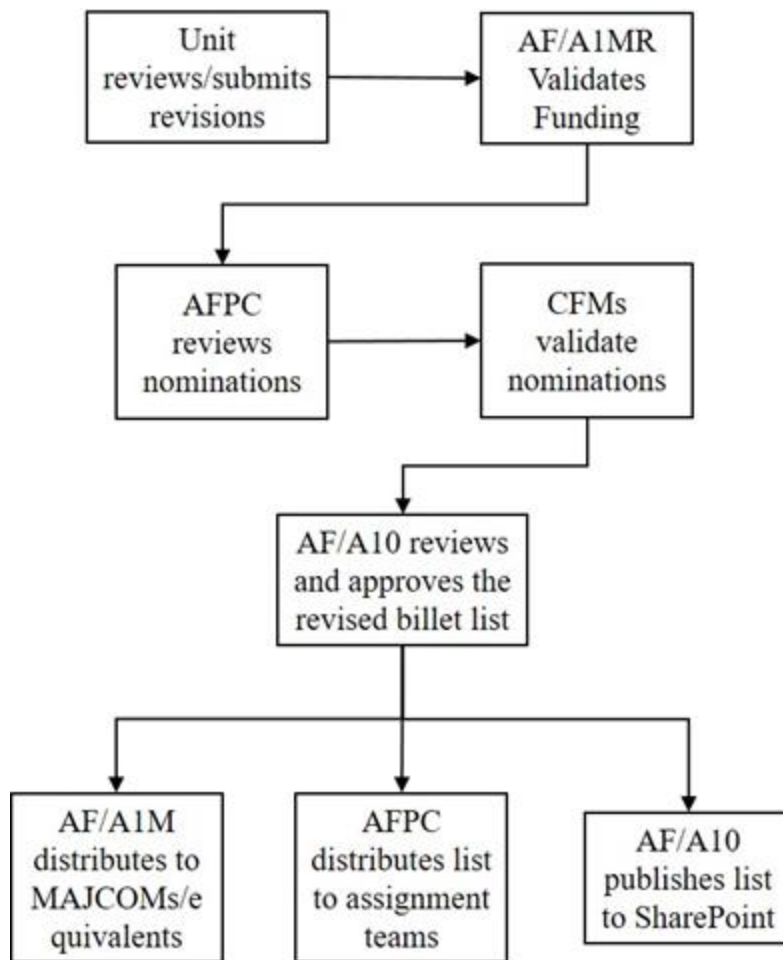 Unit
reviews/submits
revisions
AF/A1MR
Validates
Funding
AFPC
reviews
nominations
CFMs
validate
nominations
AF/A10 reviews
and approves the
revised billet list
AF/A1M
distributes to
MAJCOMs/e
quivalents
AFPC
distributes list
to assignment
teams
AF/A10
publishes list
to SharePoint